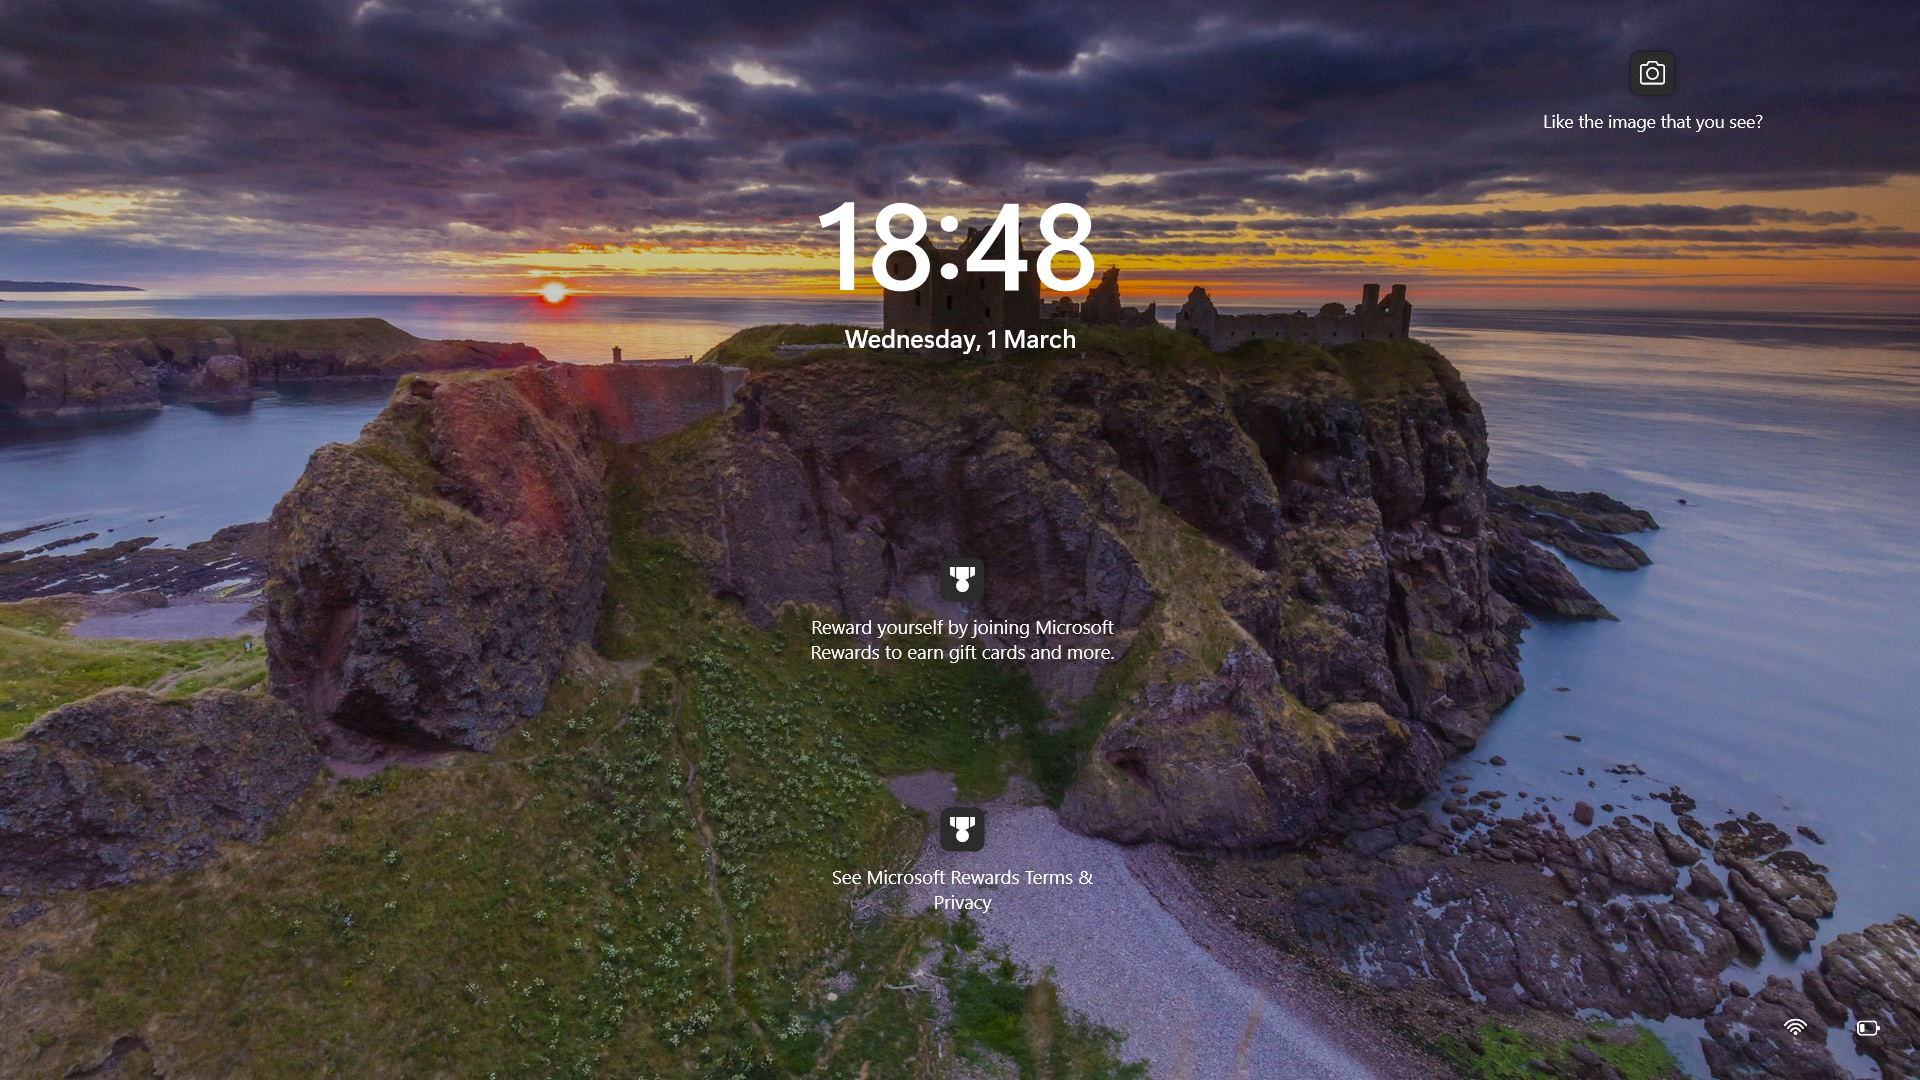 Like the image that you see?
18:48
Wednesday, 1 March
Reward yourself by joining Microsoft
Rewards to earn gift cards and more.
See Microsoft Rewards Terms &
Privacy